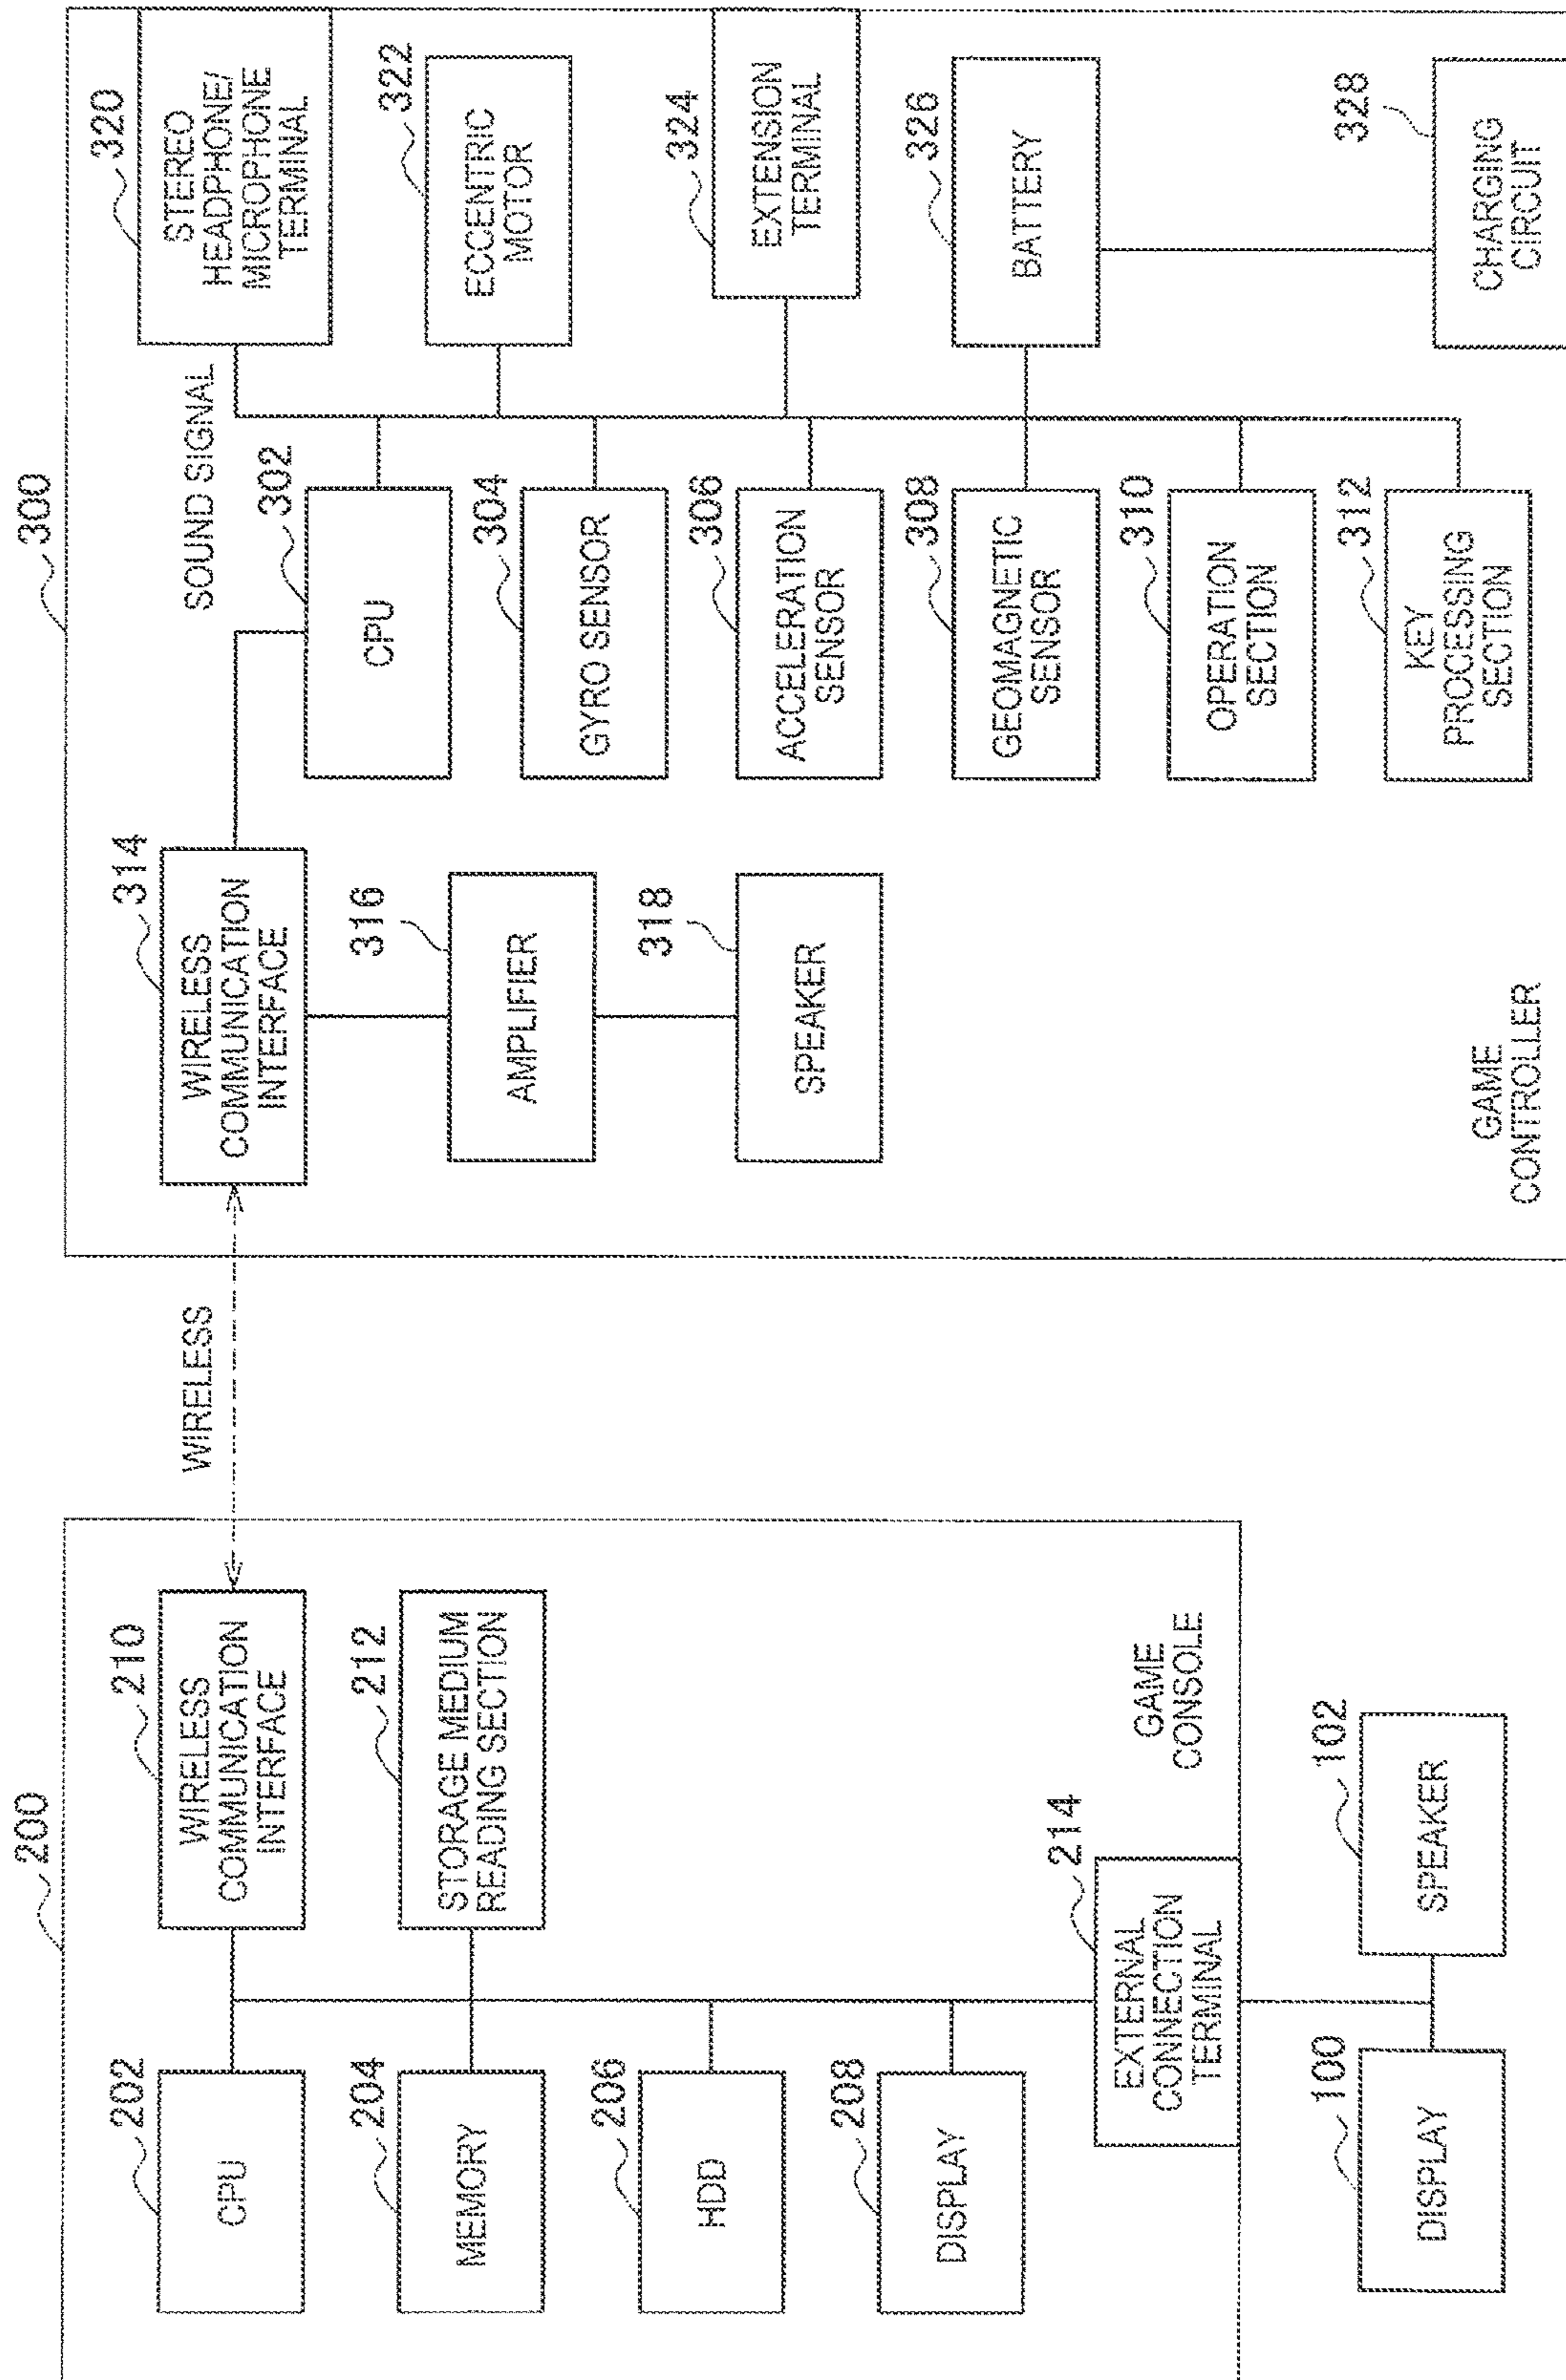 200
202
CPU
204
MEMORY
206
HDD
208
DISPLAY
210
WIRELESS
COMMUNICATION
INTERFACE
212
STORAGE MEDIUM
READING SECTION
214
EXTERNAL
CONNECTION
TERMINAL
GAME
CONSOLE
100
DISPLAY
102
SPEAKER
WIRELESS
300
314
WIRELESS
COMMUNICATION
INTERFACE
316
AMPLIFIER
318
SPEAKER
SOUND SIGNAL
302
CPU
304
GYRO SENSOR
306
ACCELERATION
SENSOR
308
GEOMAGNETIC
SENSOR
310
OPERATION
SECTION
312
KEY
PROCESSING
SECTION
320
STEREO
HEADPHONE/
MICROPHONE
TERMINAL
322
ECCENTRIC
MOTOR
324
EXTENSION
TERMINAL
326
BATTERY
328
CHARGING
CIRCUIT
GAME
CONTROLLER